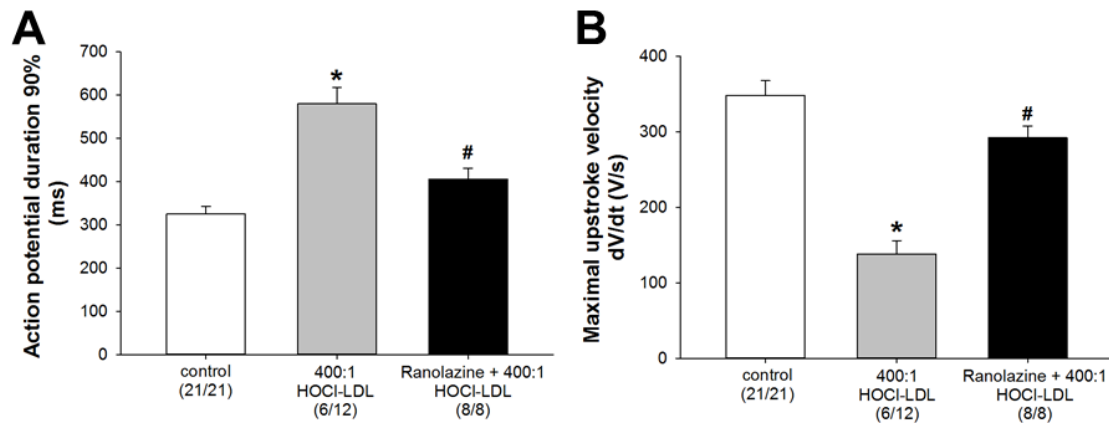 A
Action potential duration 90%
(ms)
700
600
500
400
300
200
100
0
*
#
control
(21/21)
400:1
HOCl-LDL
(6/12)
Ranolazine + 400:1
HOCl-LDL
(8/8)
B
Maximal upstroke velocity
dV/dt (V/s)
400
300
200
100
0
*
#
control
(21/21)
400:1
HOCl-LDL
(6/12)
Ranolazine + 400:1
HOCl-LDL
(8/8)